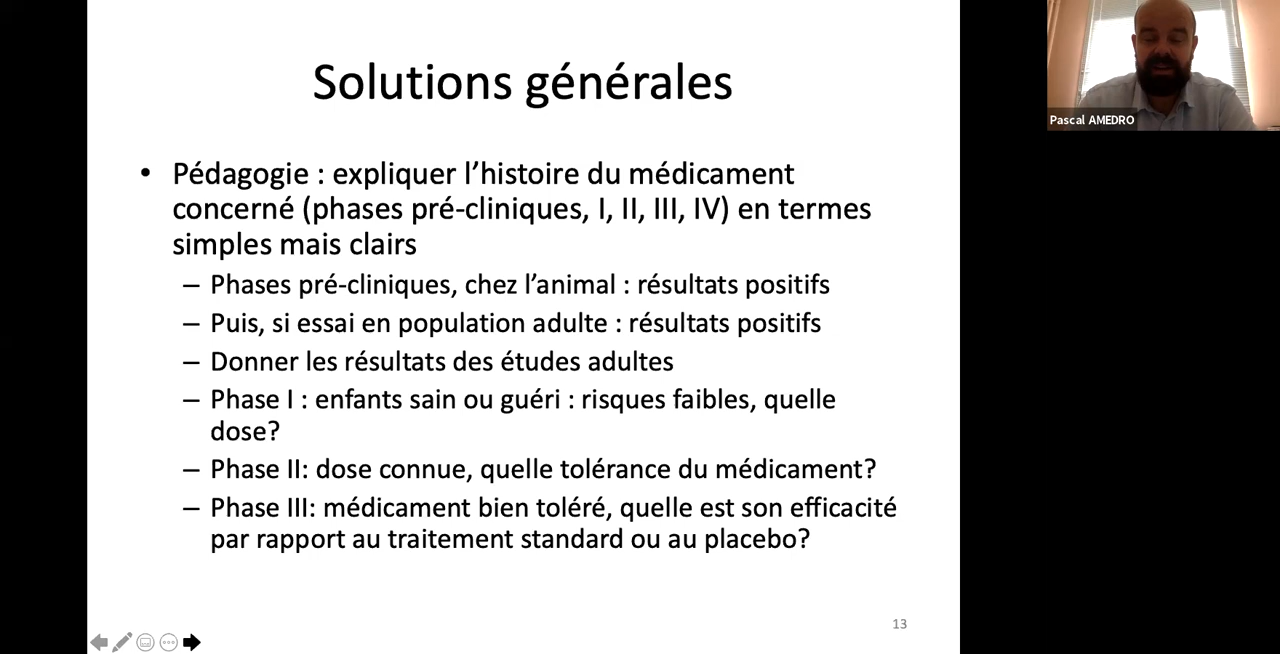 Solutions générales
Pascal AMEDRO
• Pédagogie : expliquer l’histoire du médicament
concerné (phases pré-cliniques, I, II, III, IV) en termes
simples mais clairs
– Phases pré-cliniques, chez l’animal : résultats positifs
– Puis, si essai en population adulte : résultats positifs
– Donner les résultats des études adultes
– Phase I : enfants sain ou guéri : risques faibles, quelle
dose?
– Phase II: dose connue, quelle tolérance du médicament?
– Phase III: médicament bien toléré, quelle est son efficacité
par rapport au traitement standard ou au placebo?
13